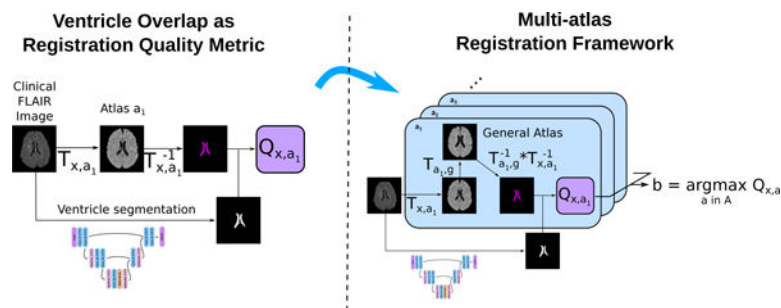 Ventricle Overlap as
Registration Quality Metric
Clinical
FLAIR
Image
Atlas a1
Tx,a1
T-1x,a1
Qx,a1
Ventricle segmentation
Multi-atlas
Registration Framework
a3
a2
a1
General Atlas
Ta1,g
T-1a1,g*T-1x,a1
Tx,a1
Qx,a1
b = argmax Qx,a
a in A